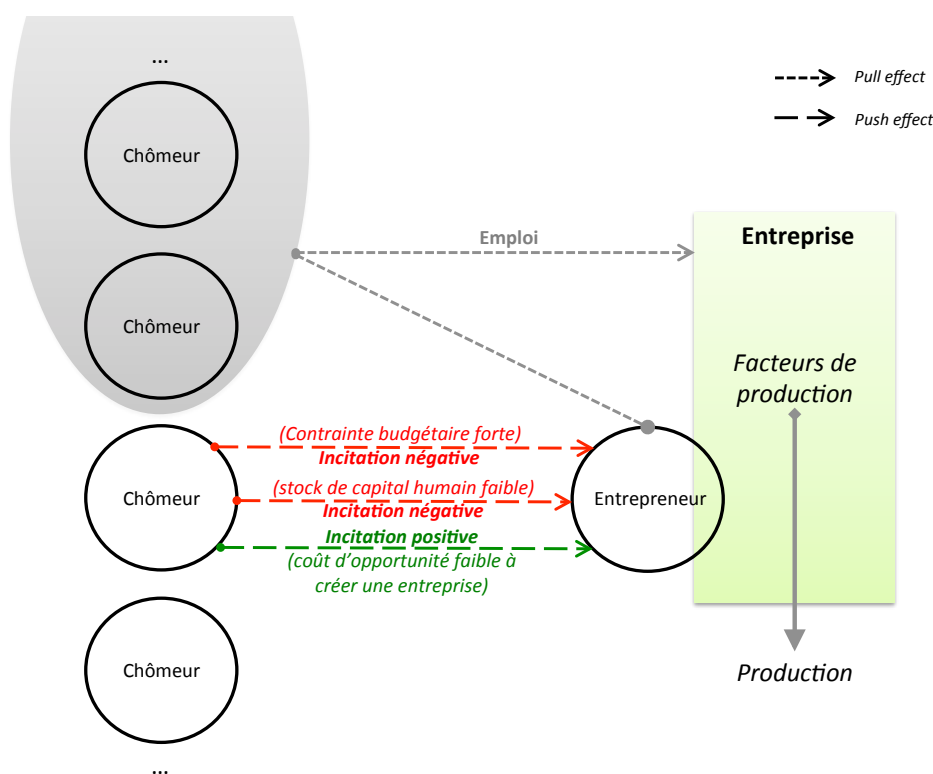 ...
Chômeur
Chômeur
Chômeur
Chômeur
...
Pull effect
Push effect
Emploi
Entreprise
Facteurs de
production
(Contrainte budgétaire forte)
Incitation négative
(stock de capital humain faible)
Incitation négative
Incitation positive
(coût d’opportunité faible à
créer une entreprise)
Entrepreneur
Production